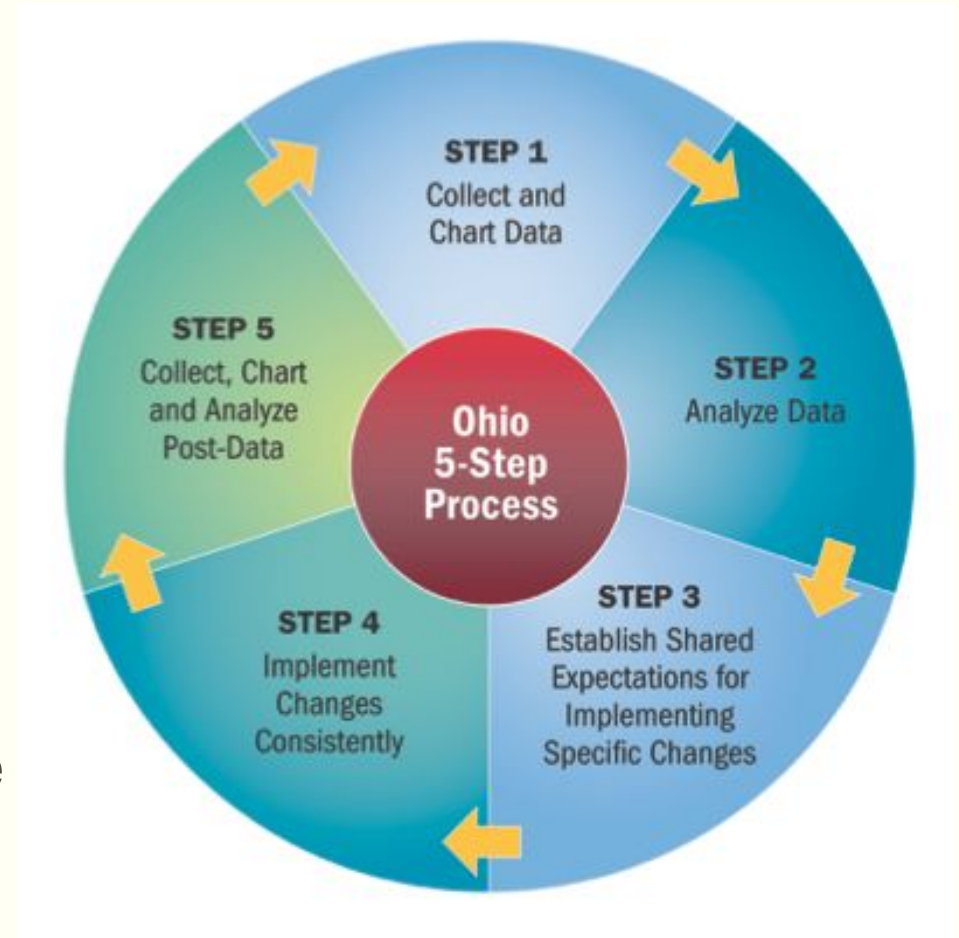 STEP 1
Collect and
Chart Data
STEP 2
Analyze Data
STEP 3
Establish Shared
Expectations for
Implementing
Specific Changes
STEP 4
Implement
Changes
Consistently
STEP 5
Collect, Chart
and Analyze
Post-Data
Ohio
5-Step
Process